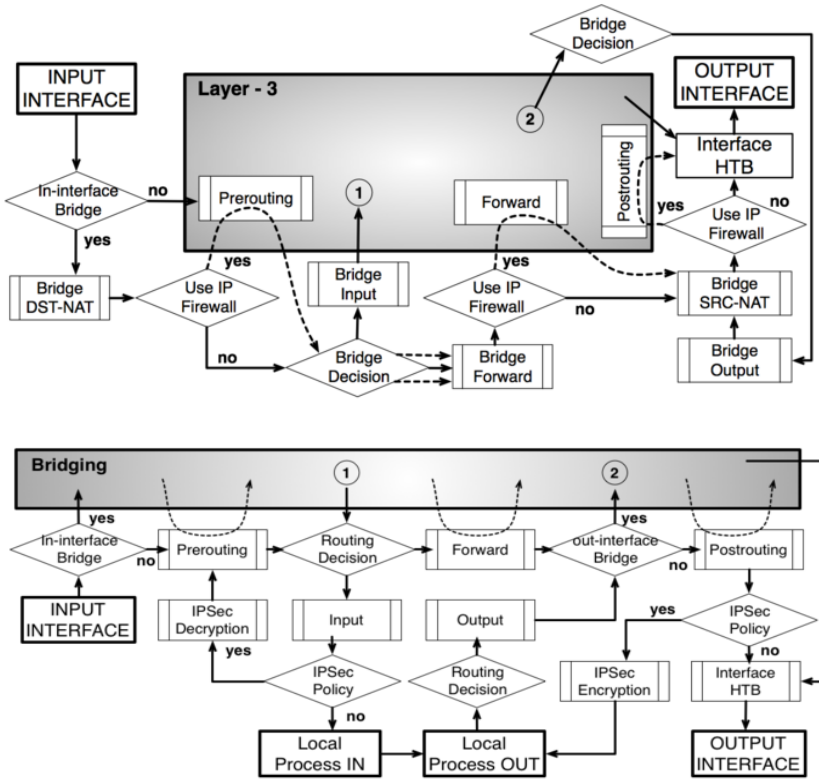 Bridge
Decision
INPUT
INTERFACE
Layer - 3
2
OUTPUT
INTERFACE
Postrouting
Interface
HTB
In-interface
Bridge
no
Prerouting
1
Forward
yes
no
yes
Use IP
Firewall
Bridge
DST-NAT
Use IP
Firewall
yes
Bridge
Input
yes
Use IP
Firewall
no
Bridge
SRC-NAT
no
Bridge
Decision
Bridge
Forward
Bridge
Output
Bridging
1
2
yes
yes
In-interface
Bridge
no
Prerouting
Routing
Decision
Forward
out-interface
Bridge
no
Postrouting
INPUT
INTERFACE
IPSec
Decryption
Input
Output
yes
IPSec
Policy
no
yes
IPSec
Policy
no
Routing
Decision
IPSec
Encryption
Interface
HTB
Local
Process IN
Local
Process OUT
OUTPUT
INTERFACE